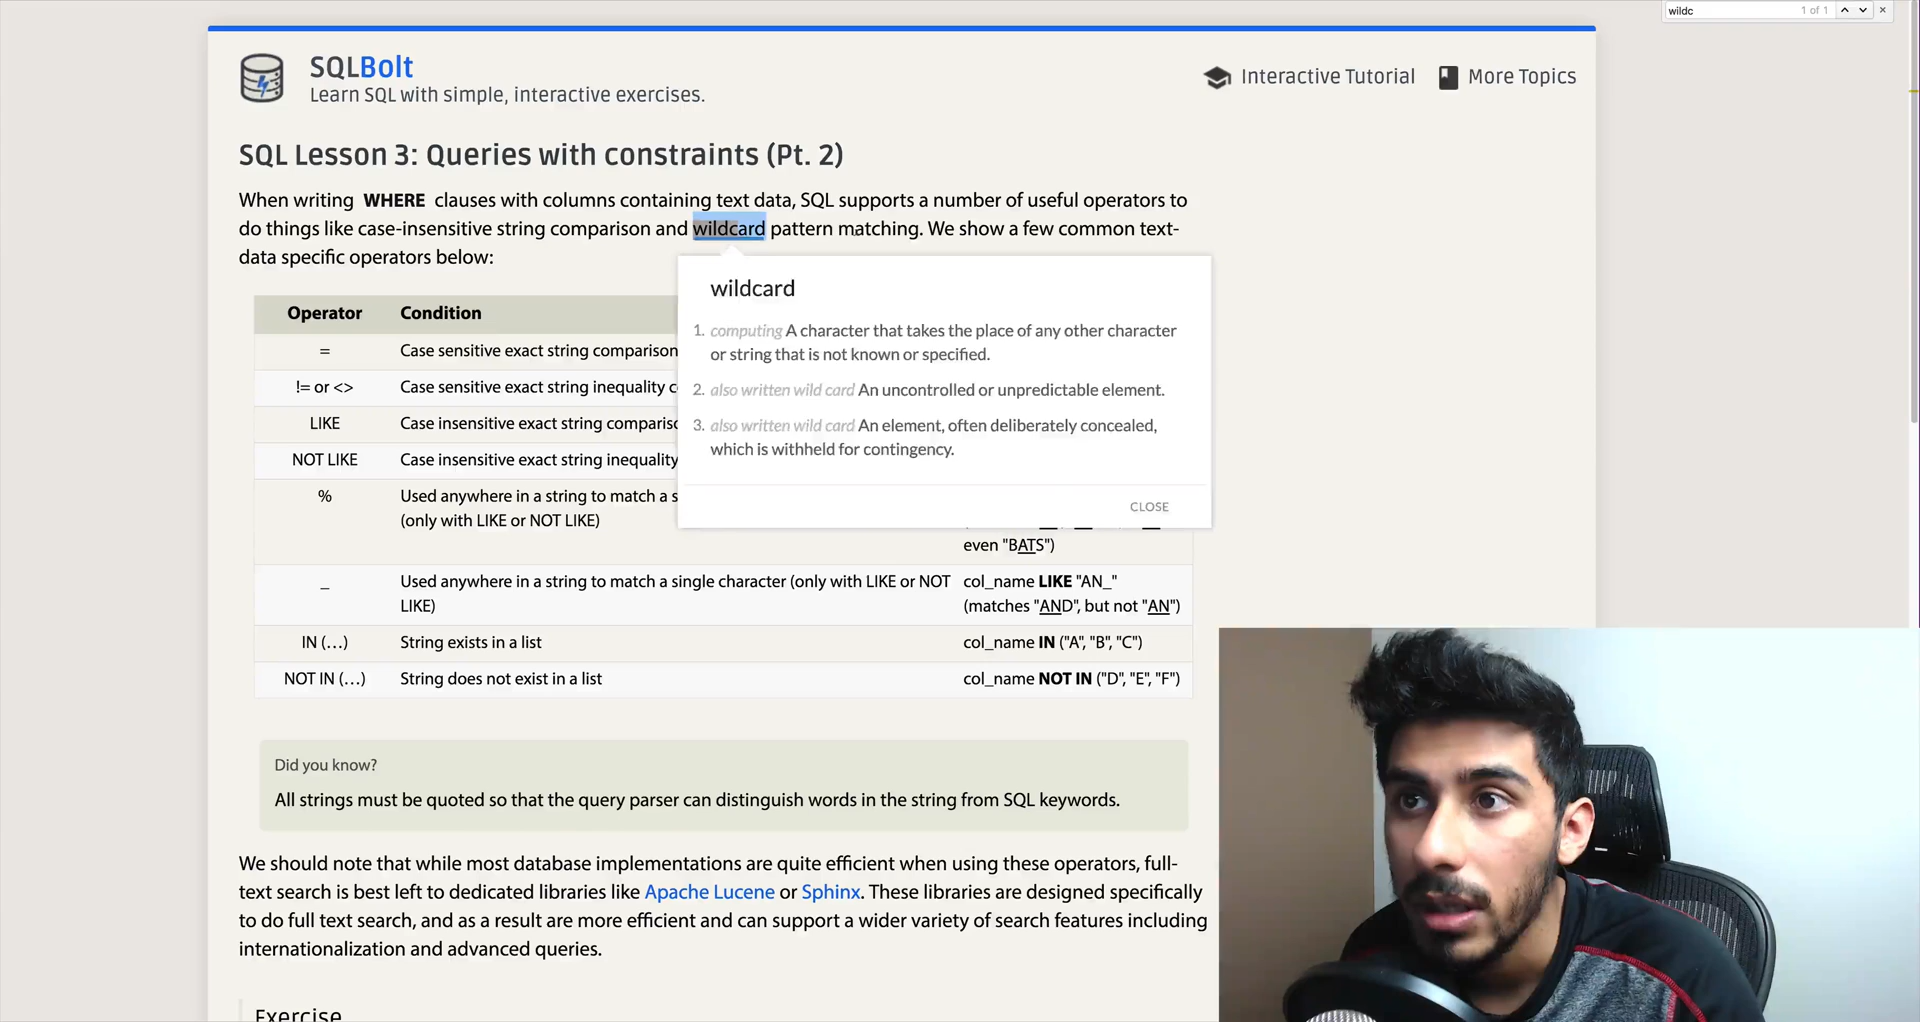 wildc
1 of 1
SQLBolt
Learn SQL with simple, interactive exercises.
Interactive Tutorial
More Topics
SQL Lesson 3: Queries with constraints (Pt. 2)
When writing WHERE clauses with columns containing text data, SQL supports a number of useful operators to
do things like case-insensitive string comparison and wildcard pattern matching. We show a few common text-
data specific operators below:
wildcard
1. computing A character that takes the place of any other character
or string that is not known or specified.
2. also written wild card An uncontrolled or unpredictable element.
3. also written wild card An element, often deliberately concealed,
which is withheld for contingency.
CLOSE
Operator Condition
= Case sensitive exact string comparison
!= or <> Case sensitive exact string inequality
LIKE Case insensitive exact string
NOT LIKE Case insensitive exact string inequality
% Used anywhere in a string to match a
(only with LIKE or NOT LIKE)
even "BATS")
_ Used anywhere in a string to match a single character (only with LIKE or NOT col_name LIKE "AN_"
LIKE) (matches "AND", but not "AN")
IN (…) String exists in a list col_name IN ("A", "B", "C")
NOT IN (…) String does not exist in a list col_name NOT IN ("D", "E", "F")
Did you know?
All strings must be quoted so that the query parser can distinguish words in the string from SQL keywords.
We should note that while most database implementations are quite efficient when using these operators, full-
text search is best left to dedicated libraries like Apache Lucene or Sphinx. These libraries are designed specifically
to do full text search, and as a result are more efficient and can support a wider variety of search features including
internationalization and advanced queries.
Exercise